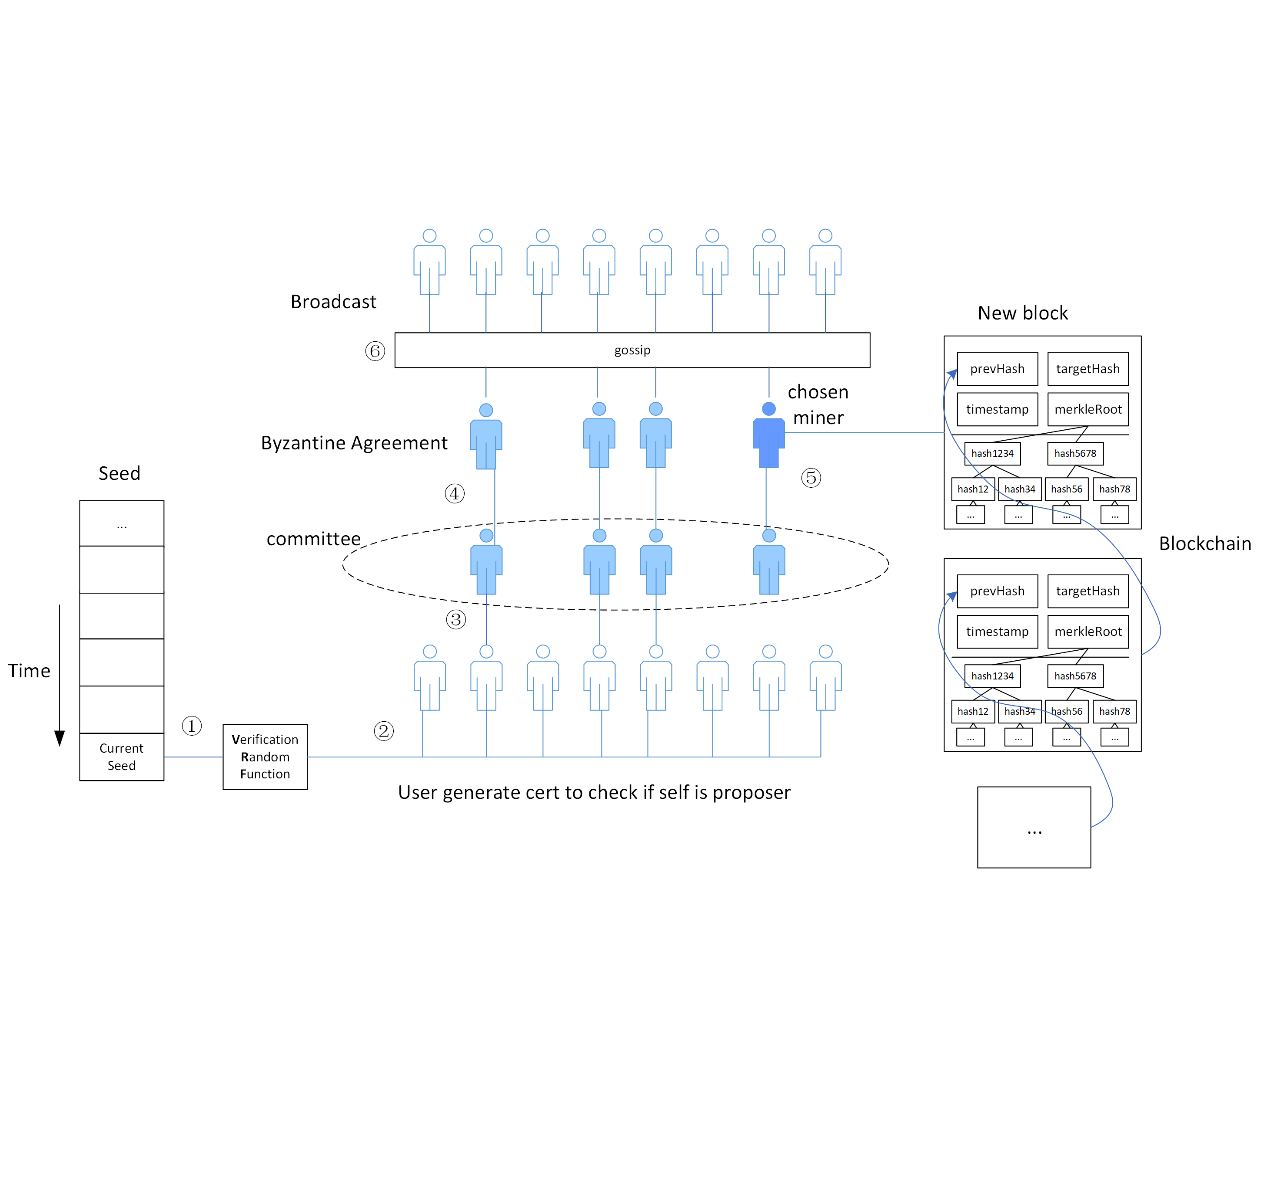 Broadcast
⑥
gossip
chosen
miner
Byzantine Agreement
④
⑤
committee
③
Seed
...
Time
Current
Seed
①
Verification
Random
Function
②
User generate cert to check if self is proposer
New block
prevHash
targetHash
timestamp
merkleRoot
hash1234
hash5678
hash12
hash34
hash56
hash78
...
...
...
...
Blockchain
prevHash
targetHash
timestamp
merkleRoot
hash1234
hash5678
hash12
hash34
hash56
hash78
...
...
...
...
...